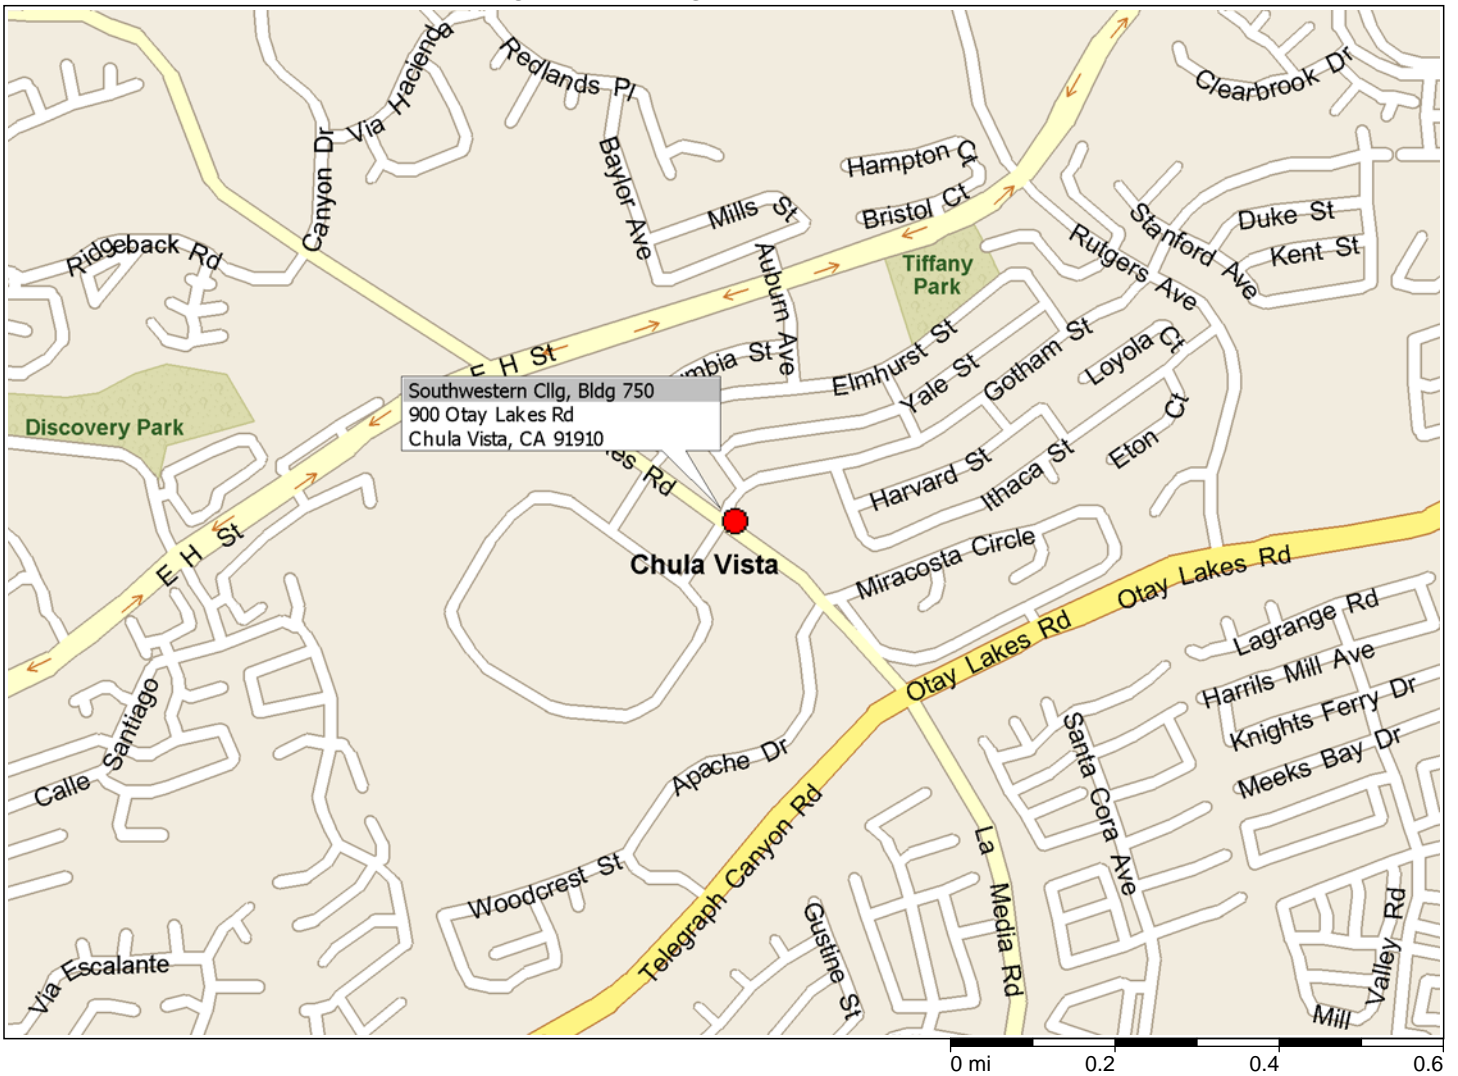 Via Hacienda
Redlands Pl
Clearbrook Dr
Canyon Dr
Baylor Ave
Hampton Ct
Mills St
Bristol Ct
Stanford Ave
Duke St
Kent St
Ridgeback Rd
Auburn Ave
Tiffany
Park
Rutgers Ave
E H St
mbia St
Elmhurst St
Yale St
Gotham St
Loyola Ct
Southwestern Cllg, Bldg 750
900 Otay Lakes Rd
Chula Vista, CA 91910
Discovery Park
es Rd
Harvard St
Ithaca St
Eton Ct
E H St
Chula Vista
Miracosta Circle
Otay Lakes Rd
Otay Lakes Rd
Lagrange Rd
Harrils Mill Ave
Knights Ferry Dr
Meeks Bay Dr
Calle Santiago
Apache Dr
Santa Cora Ave
Telegraph Canyon Rd
Woodcrest St
La Media Rd
Gustine St
Via Escalante
Valley Rd
Mill
0 mi 0.2 0.4 0.6